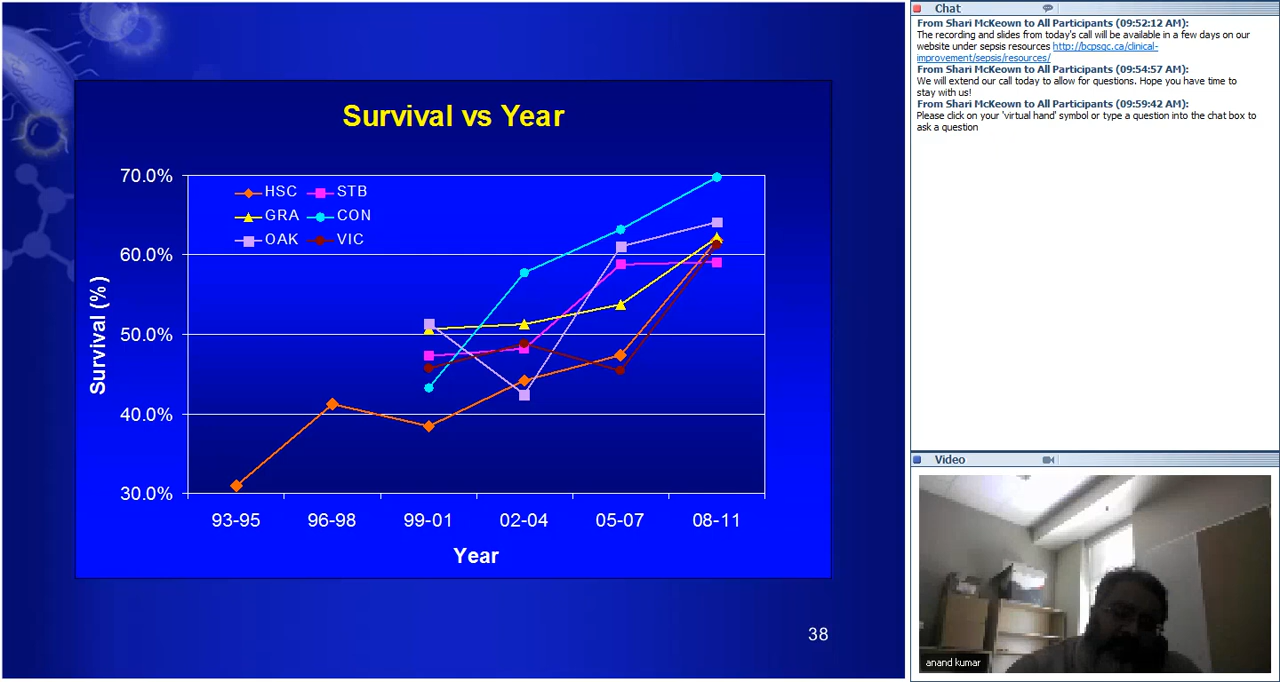 Survival vs Year
70.0%
60.0%
50.0%
40.0%
30.0%
Survival (%)
HSC STB
GRA CON
OAK VIC
93-95 96-98 99-01 02-04 05-07 08-11
Year
38
Chat
From Shari McKeown to All Participants (09:52:12 AM):
The recording and slides from today's call will be available in a few days on our
website under sepsis resources http://bcpsqc.ca/clinical-
improvement/sepsis/resources/
From Shari McKeown to All Participants (09:54:57 AM):
We will extend our call today to allow for questions. Hope you have time to
stay with us!
From Shari McKeown to All Participants (09:59:42 AM):
Please click on your 'virtual hand' symbol or type a question into the chat box to
ask a question
Video
anand kumar